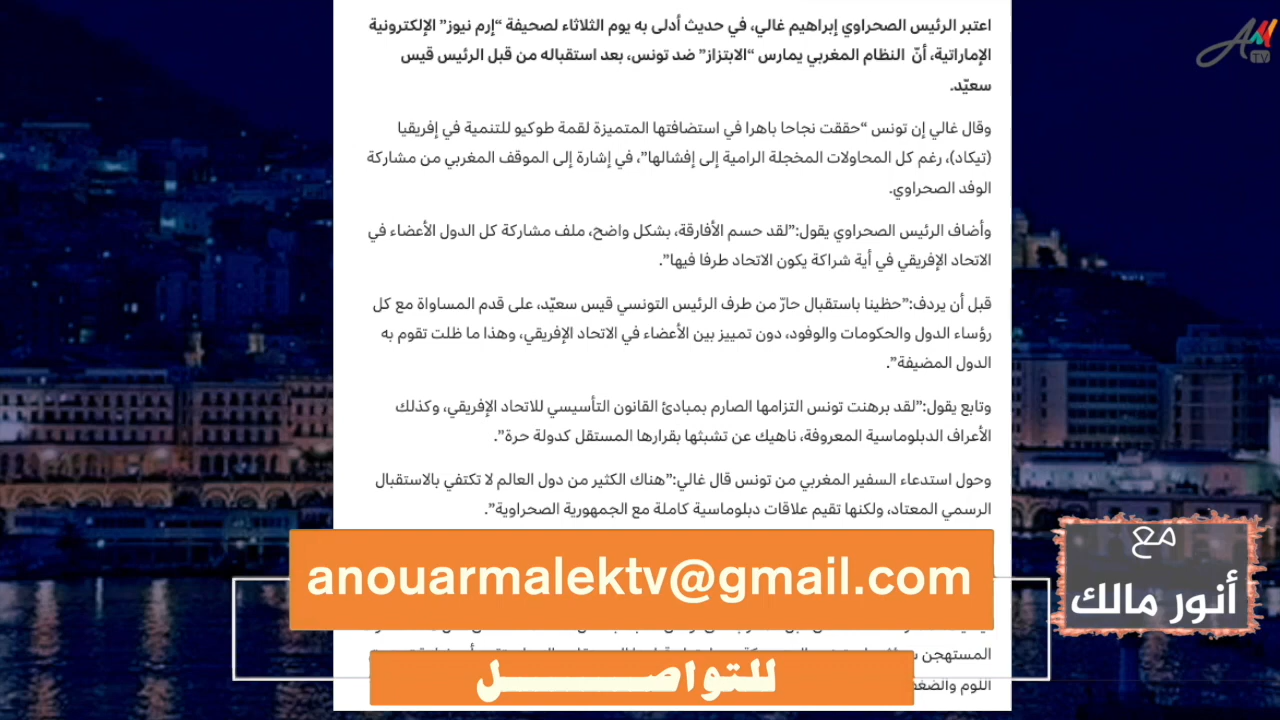 اعتبر الرئيس الصحراوي إبراهيم غالي، في حديث أدلى به يوم الثلاثاء لصحيفة “إرم نيوز” الإلكترونية
الإماراتية، أنّ النظام المغربي يمارس “الابتزاز” ضد تونس، بعد استقباله من قبل الرئيس قيس
سعيّد.
وقال غالي إن تونس “حققت نجاحا باهرا في استضافتها المتميزة لقمة طوكيو للتنمية في إفريقيا
(تيكاد)، رغم كل المحاولات المخجلة الرامية إلى إفشالها”، في إشارة إلى الموقف المغربي من مشاركة
الوفد الصحراوي.
وأضاف الرئيس الصحراوي يقول:”لقد حسم الأفارقة، بشكل واضح، ملف مشاركة كل الدول الأعضاء في
الاتحاد الإفريقي في أية شراكة يكون الاتحاد طرفا فيها”.
قبل أن يردف:”حظينا باستقبال حارّ من طرف الرئيس التونسي قيس سعيّد، على قدم المساواة مع كل
رؤساء الدول والحكومات والوفود، دون تمييز بين الأعضاء في الاتحاد الإفريقي، وهذا ما ظلت تقوم به
الدول المضيفة”.
وتابع يقول:”لقد برهنت تونس التزامها الصارم بمبادئ القانون التأسيسي للاتحاد الإفريقي، وكذلك
الأعراف الدبلوماسية المعروفة، ناهيك عن تشبثها بقرارها المستقل كدولة حرة”.
وحول استدعاء السفير المغربي من تونس قال غالي:”هناك الكثير من دول العالم لا تكتفي بالاستقبال
الرسمي المعتاد، ولكنها تقيم علاقات دبلوماسية كاملة مع الجمهورية الصحراوية”.
anouarmalektv@gmail.com
مع
أنور مالك
المستهجن
للتواصـــل
اللوم والضغ
TV